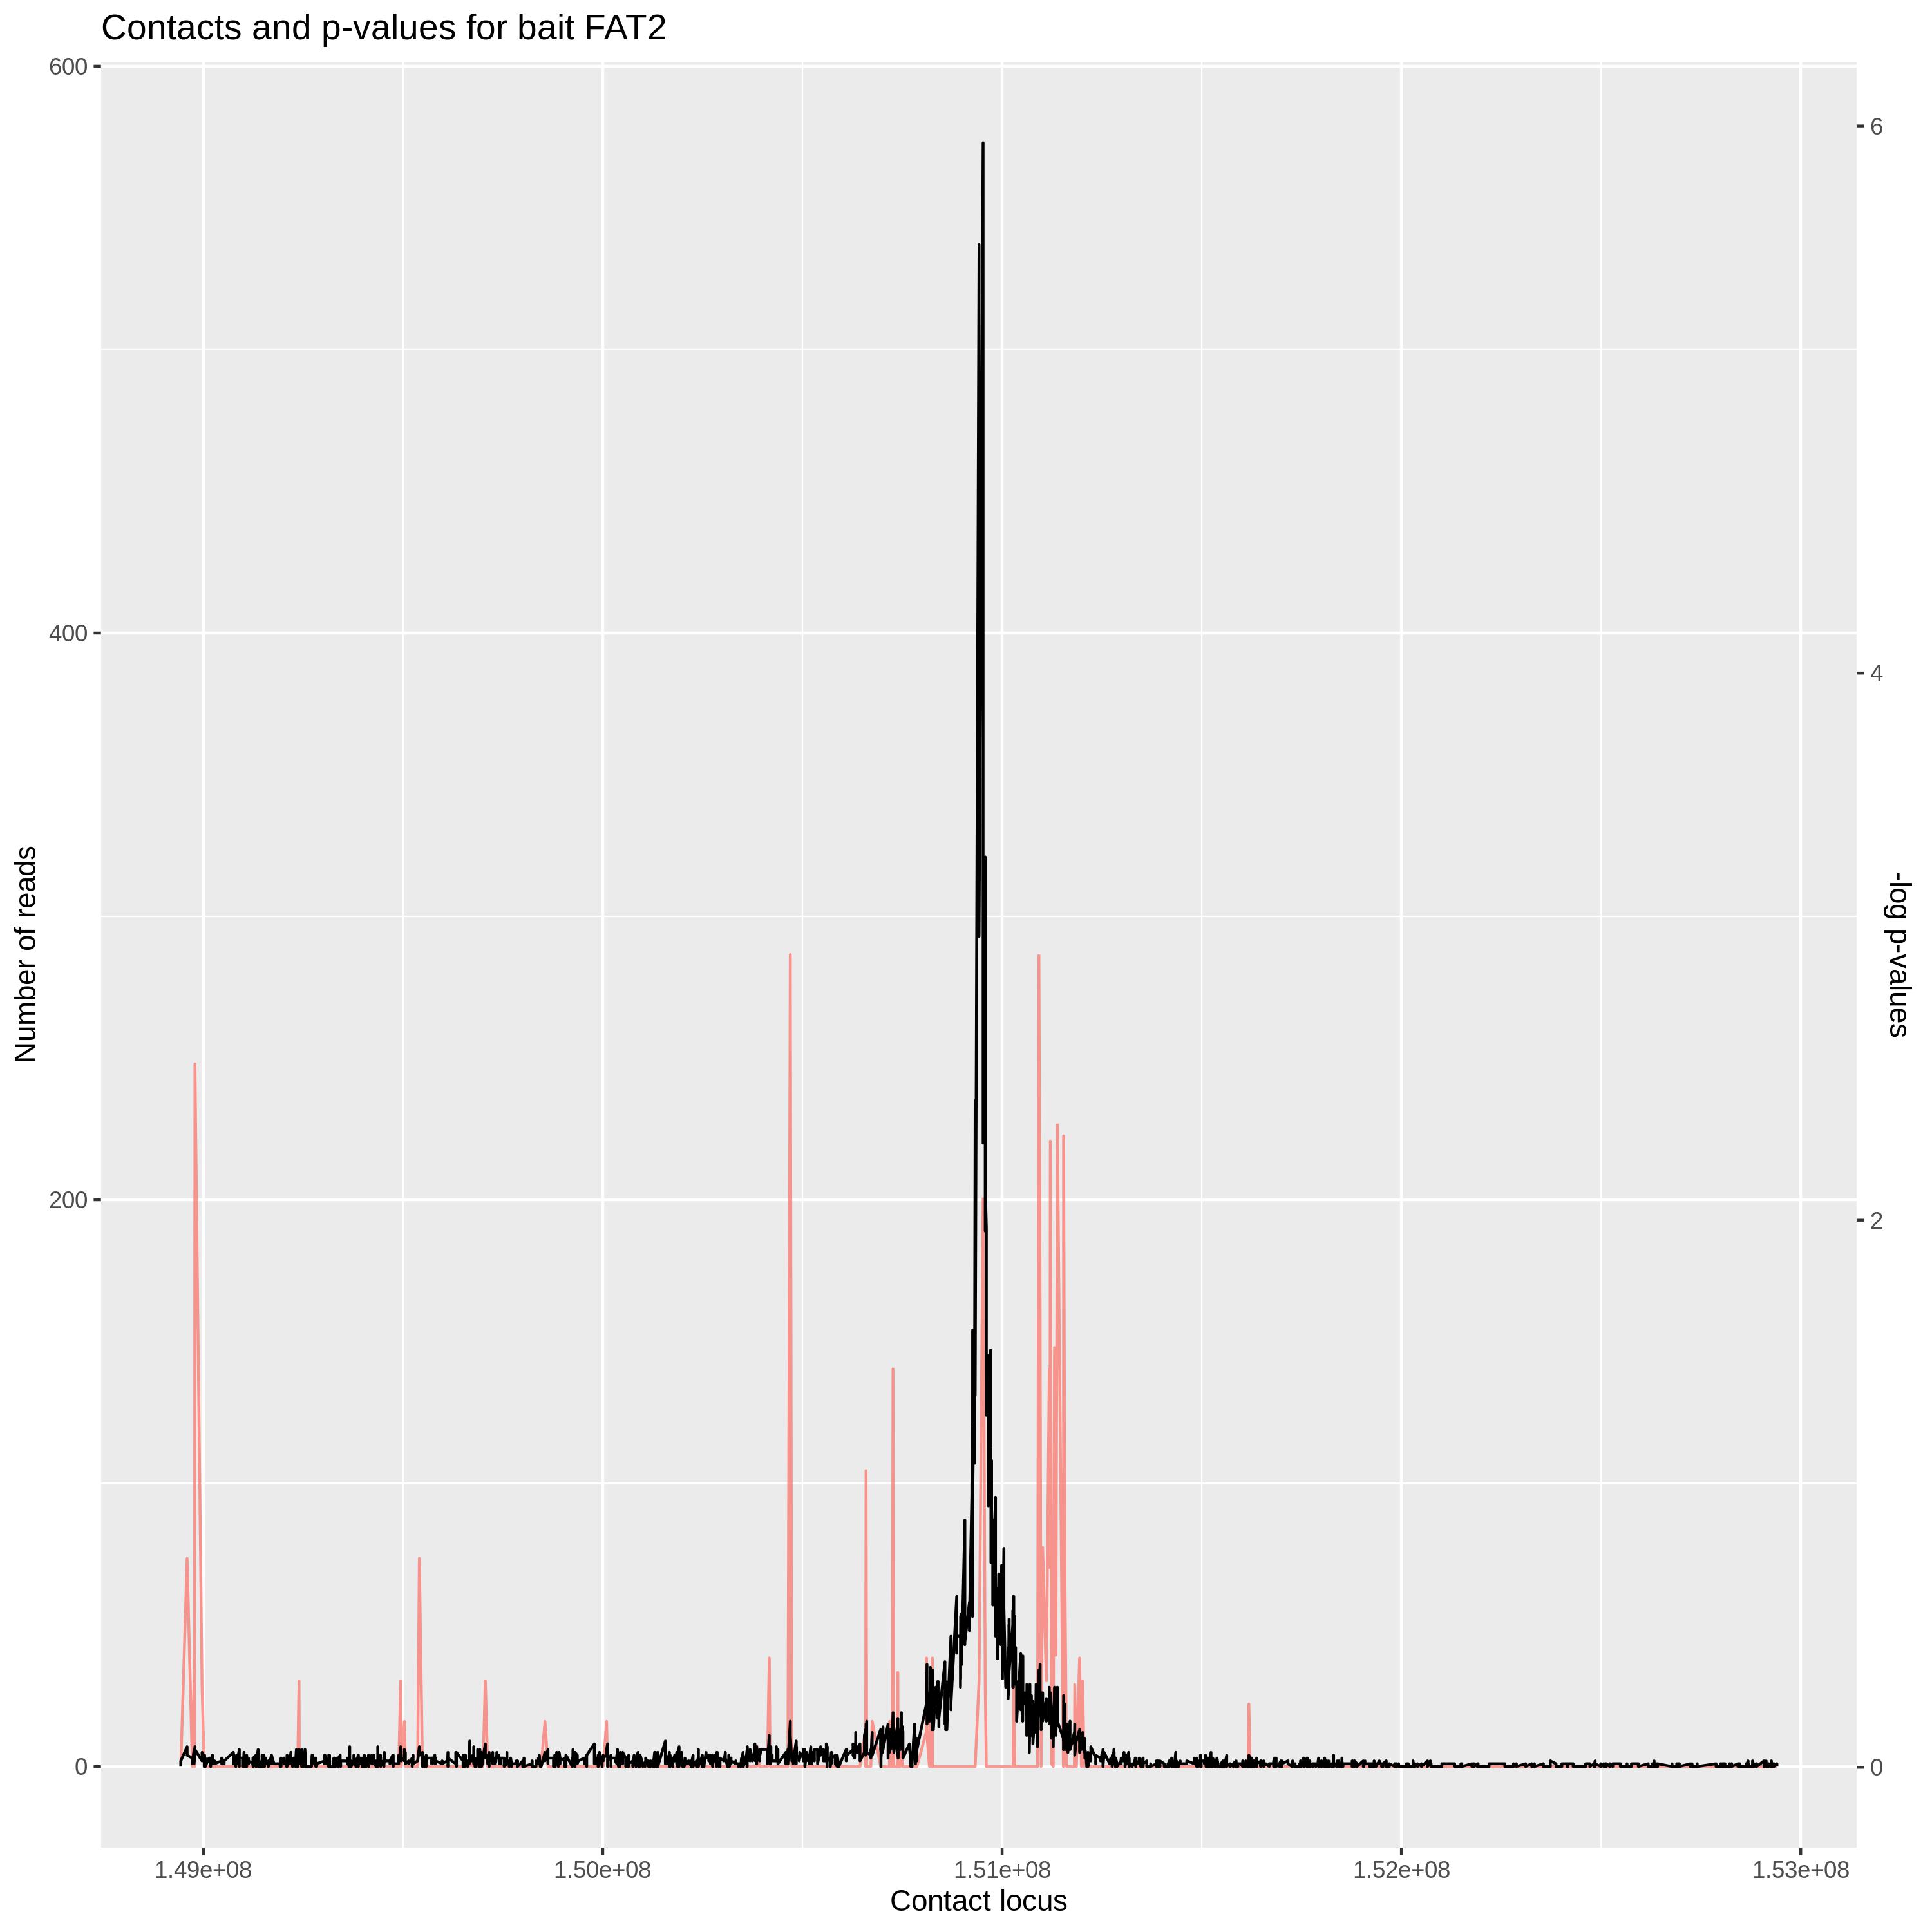 Contacts and p-values for bait FAT2
600
400
200
0
Number of reads
6
4
2
0
-log p-values
1.49e+08
1.50e+08
1.51e+08
1.52e+08
1.53e+08
Contact locus